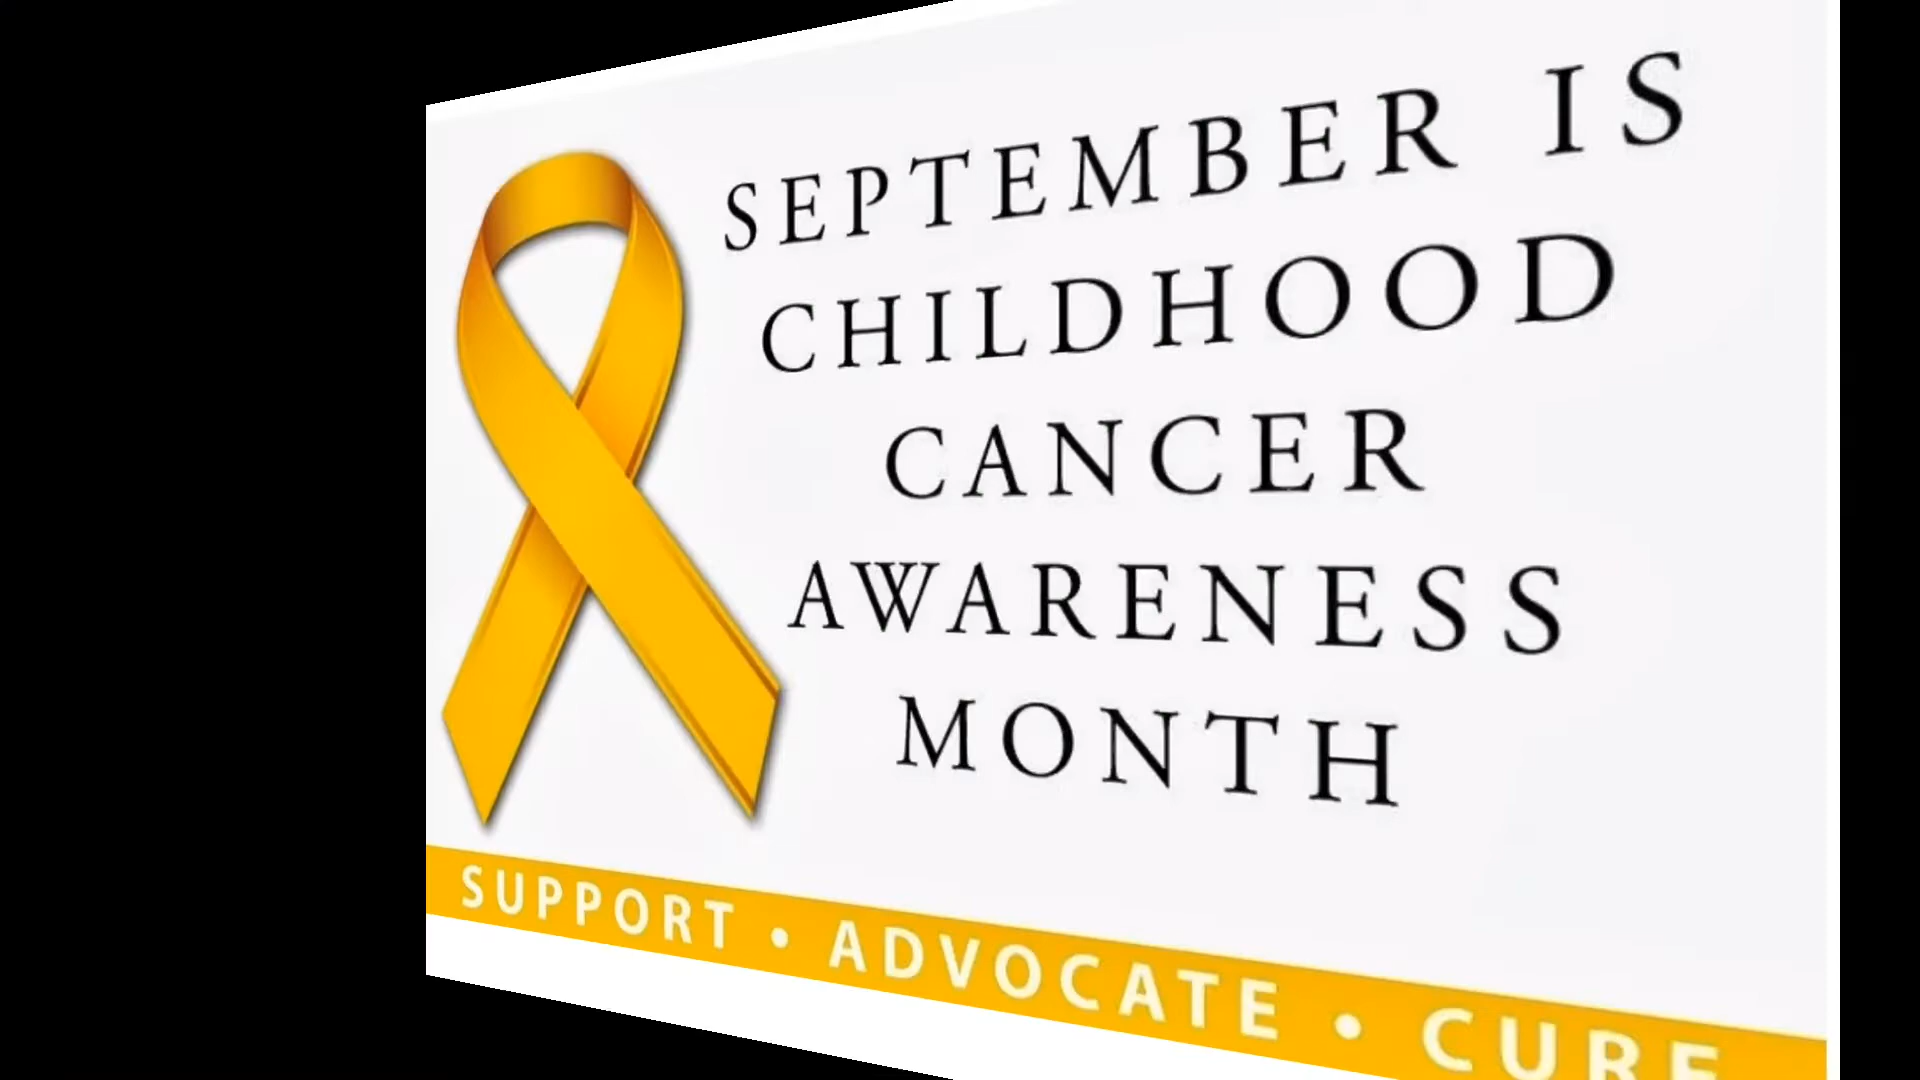 SEPTEMBER IS
CHILDHOOD
CANCER
AWARENESS
MONTH
SUPPORT • ADVOCATE • CURE